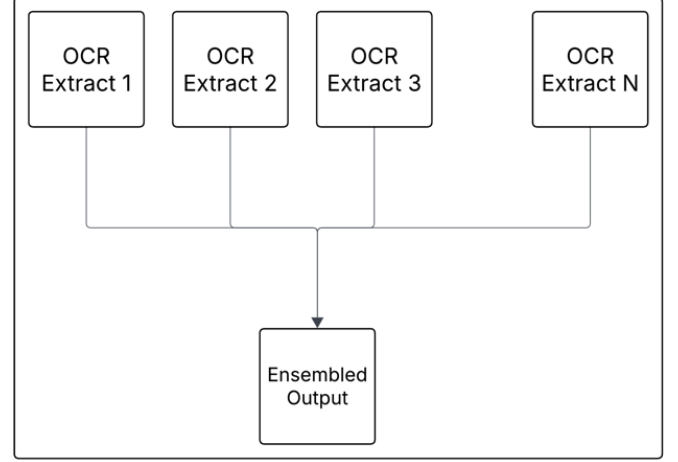 OCR
Extract 1
OCR
Extract 2
OCR
Extract 3
OCR
Extract N
Ensembled
Output